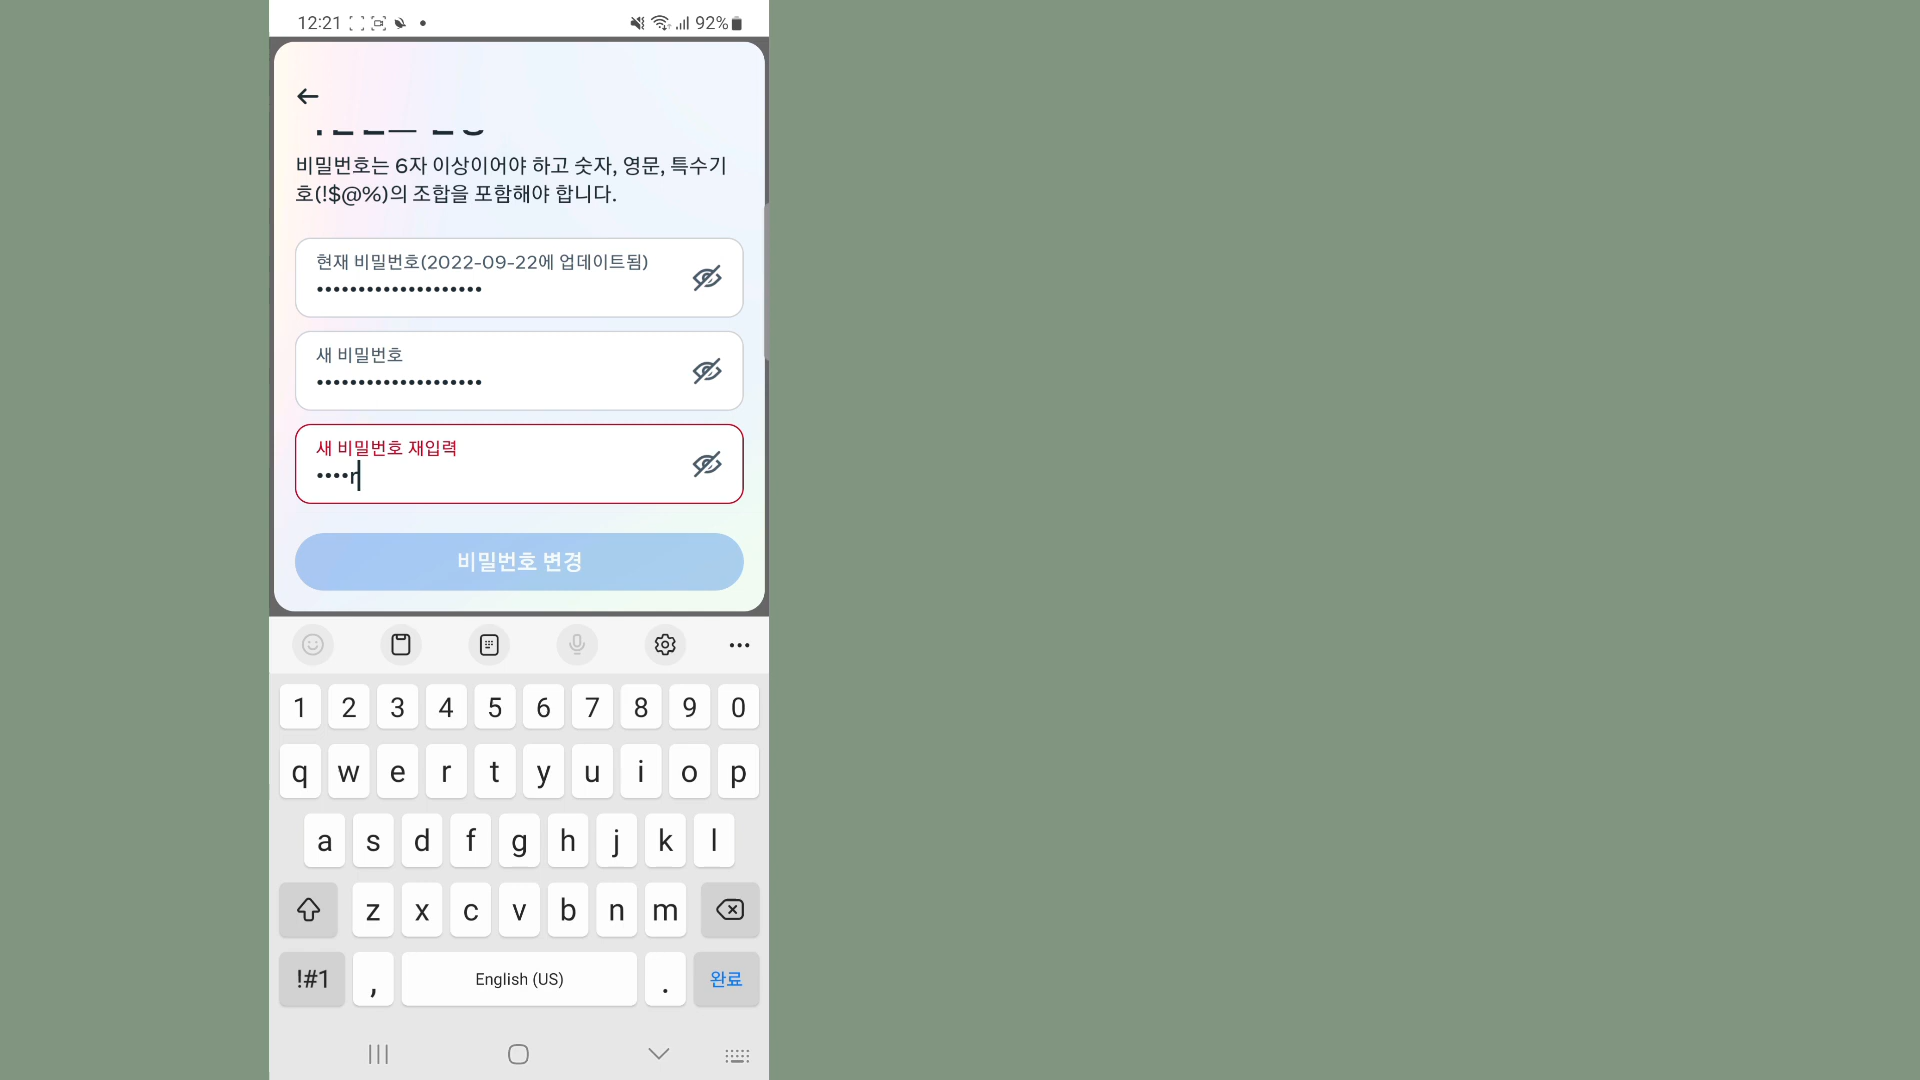 12:21
92%
비밀번호는 6자 이상이어야 하고 숫자, 영문, 특수기
호(!$@%)의 조합을 포함해야 합니다.
현재 비밀번호(2022-09-22에 업데이트됨)
••••••••••••••••••••
새 비밀번호
••••••••••••••••••••
새 비밀번호 재입력
••••r
비밀번호 변경
1 2 3 4 5 6 7 8 9 0
q w e r t y u i o p
a s d f g h j k l
z x c v b n m
!#1 , English (US) . 완료